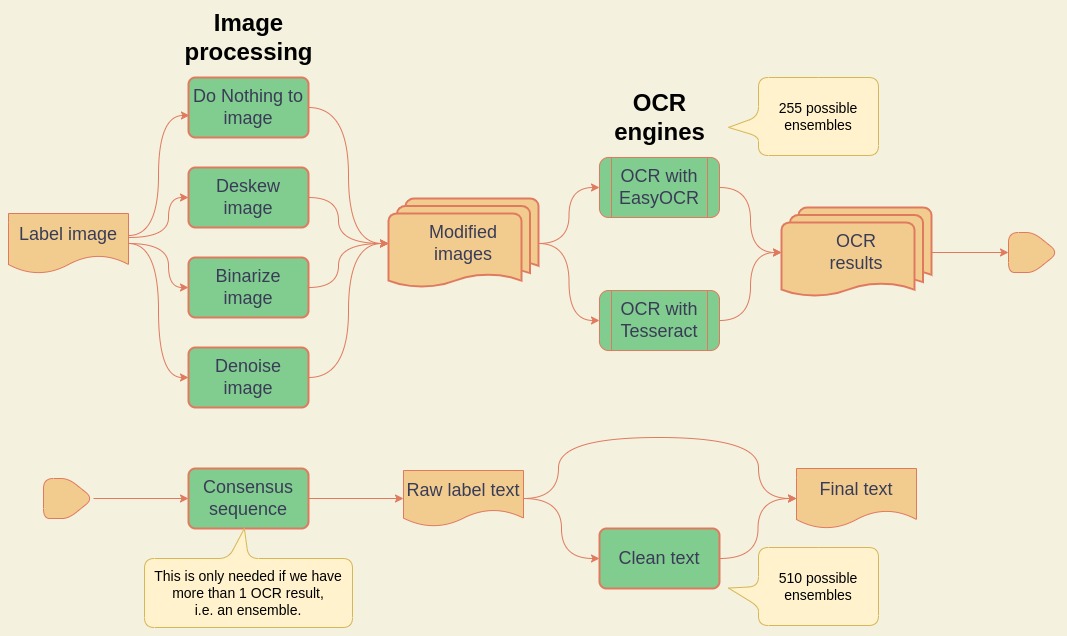 Image
processing
Do Nothing to
image
Deskew
image
Label image
Binarize
image
Denoise
image
Modified
images
OCR
engines
255 possible
ensembles
OCR with
EasyOCR
OCR with
Tesseract
OCR
results
Consensus
sequence
This is only needed if we have
more than 1 OCR result,
i.e. an ensemble.
Raw label text
Clean text
Final text
510 possible
ensembles